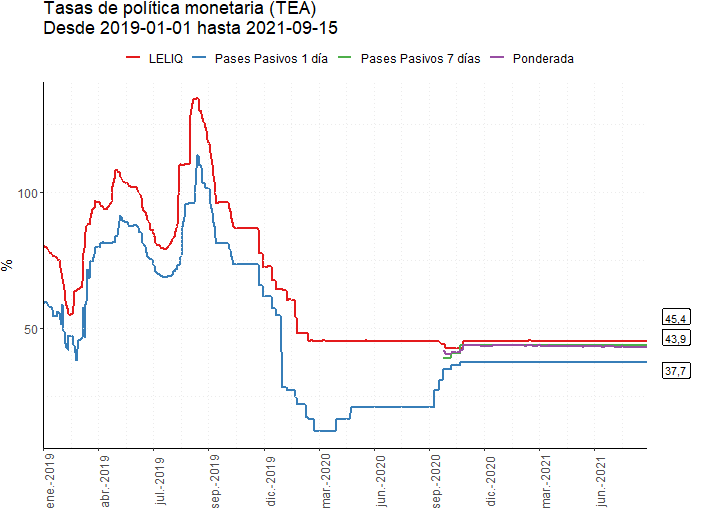 Tasas de política monetaria (TEA)
Desde 2019-01-01 hasta 2021-09-15
LELIQ Pases Pasivos 1 día Pases Pasivos 7 días Ponderada
%
100
50
45,4
43,9
37,7
ene.-2019
abr.-2019
jul.-2019
sep.-2019
dic.-2019
mar.-2020
jun.-2020
sep.-2020
dic.-2020
mar.-2021
jun.-2021